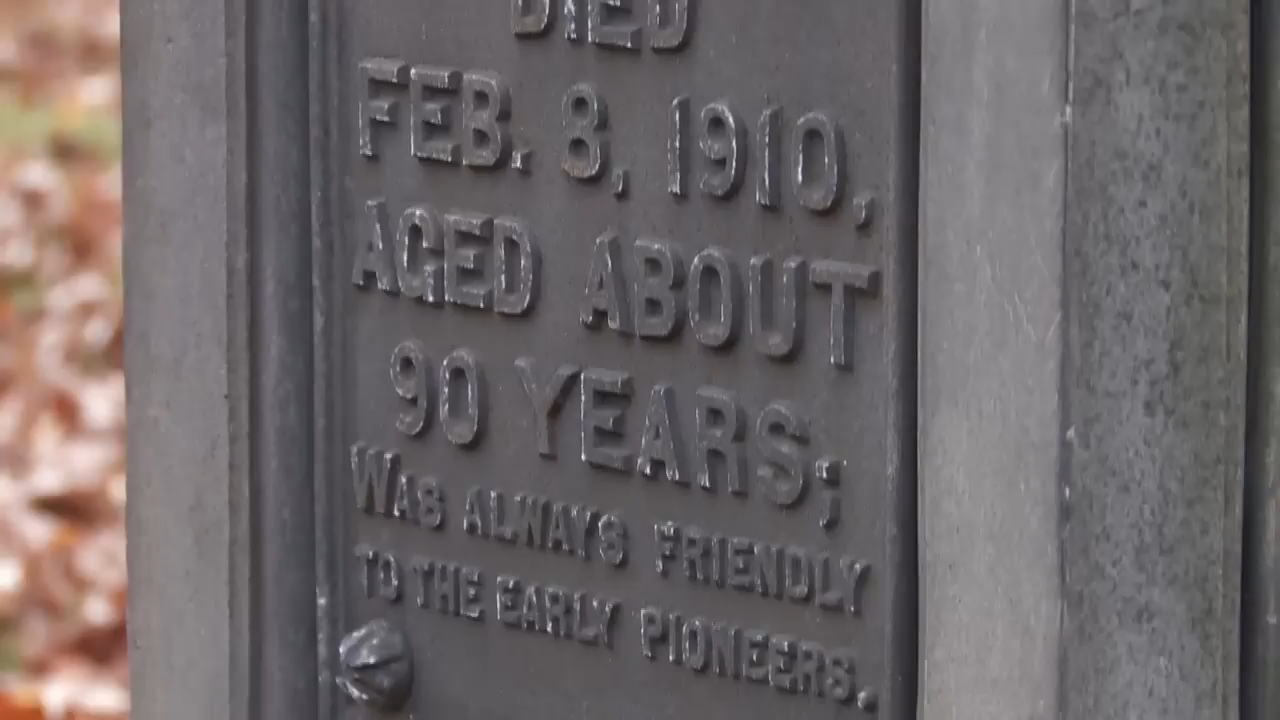 DIED
FEB. 8, 1910,
AGED ABOUT
90 YEARS;
WAS ALWAYS FRIENDLY
TO THE EARLY PIONEERS.